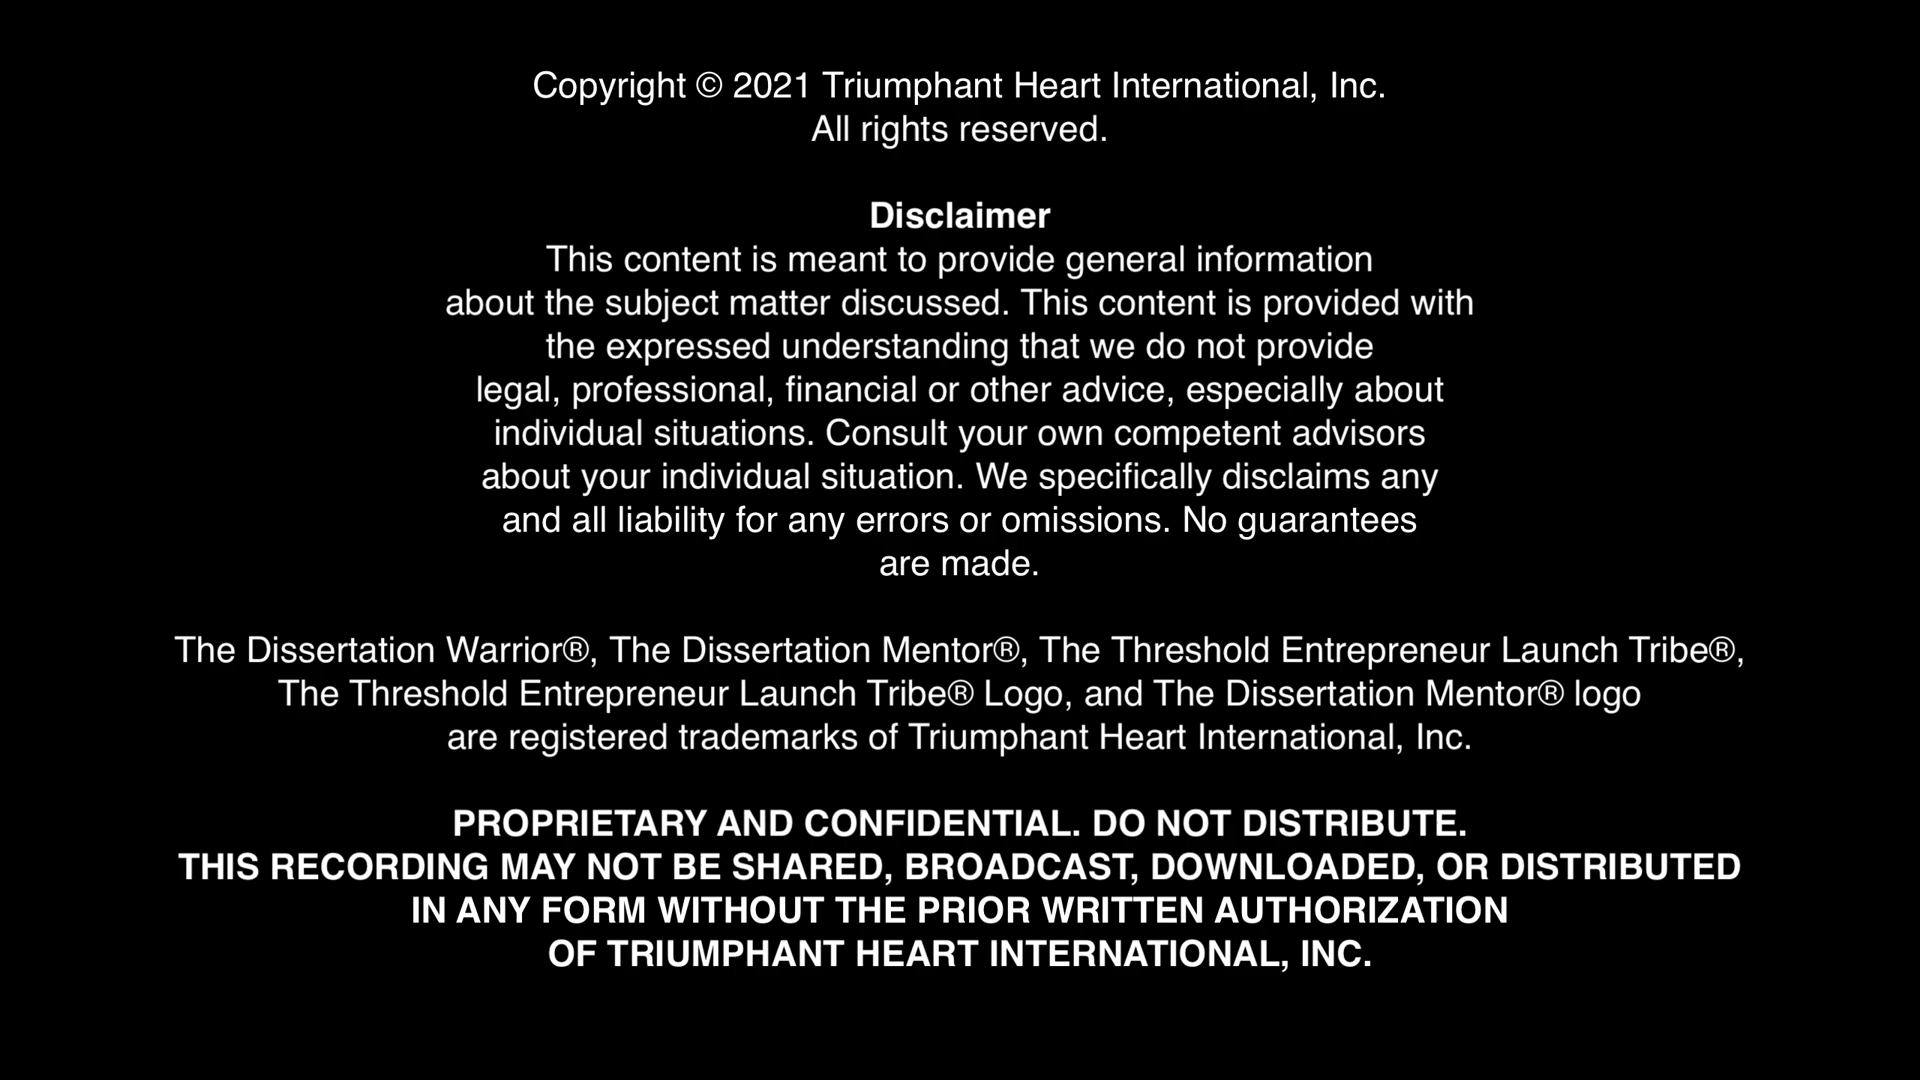 Copyright © 2021 Triumphant Heart International, Inc.
All rights reserved.
Disclaimer
This content is meant to provide general information
about the subject matter discussed. This content is provided with
the expressed understanding that we do not provide
legal, professional, financial or other advice, especially about
individual situations. Consult your own competent advisors
about your individual situation. We specifically disclaims any
and all liability for any errors or omissions. No guarantees
are made.
The Dissertation Warrior®, The Dissertation Mentor®, The Threshold Entrepreneur Launch Tribe®,
The Threshold Entrepreneur Launch Tribe® Logo, and The Dissertation Mentor® logo
are registered trademarks of Triumphant Heart International, Inc.
PROPRIETARY AND CONFIDENTIAL. DO NOT DISTRIBUTE.
THIS RECORDING MAY NOT BE SHARED, BROADCAST, DOWNLOADED, OR DISTRIBUTED
IN ANY FORM WITHOUT THE PRIOR WRITTEN AUTHORIZATION
OF TRIUMPHANT HEART INTERNATIONAL, INC.